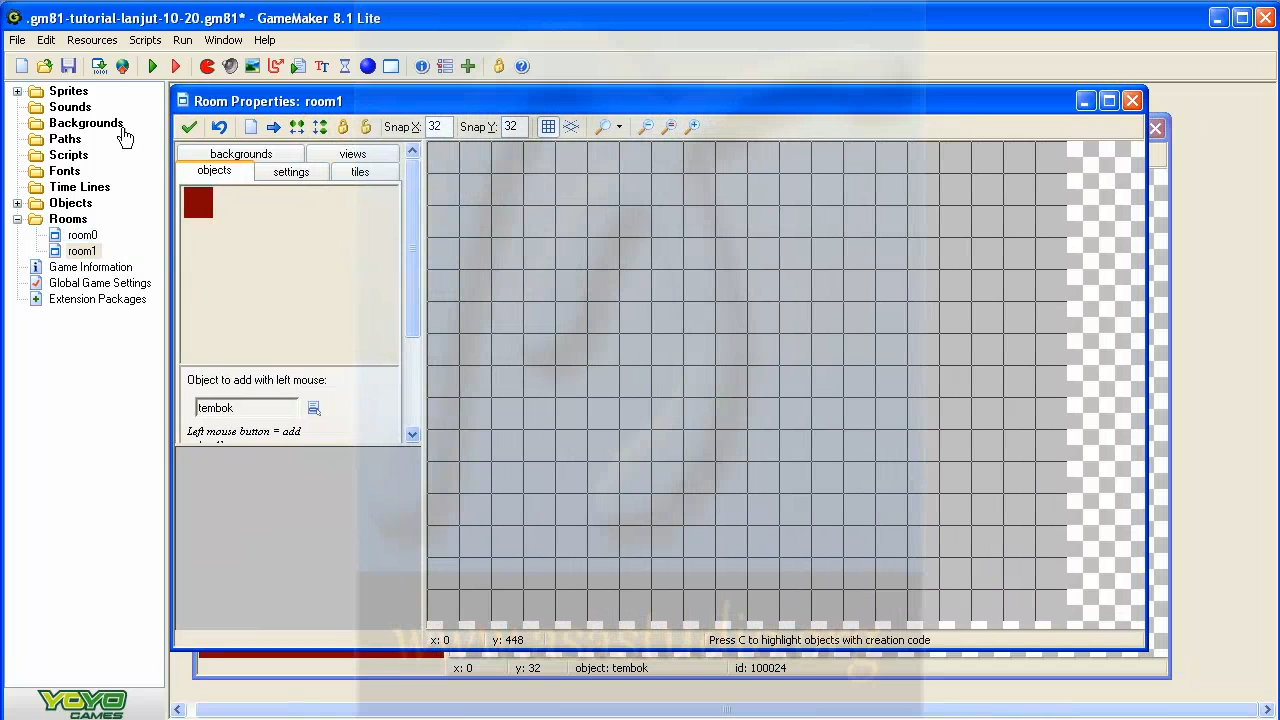 .gm81-tutorial-lanjut-10-20.gm81* - GameMaker 8.1 Lite
File Edit Resources Scripts Run Window Help
Sprites
Sounds
Backgrounds
Paths
Scripts
Fonts
Time Lines
Objects
Rooms
room0
room1
Game Information
Global Game Settings
Extension Packages
YOYO
GAMES
Room Properties: room1
Snap X: 32 Snap Y: 32
backgrounds views
objects settings tiles
Object to add with left mouse:
tembok
Left mouse button = add
x: 0 y: 448 Press C to highlight objects with creation code
x: 0 y: 32 object: tembok id: 100024